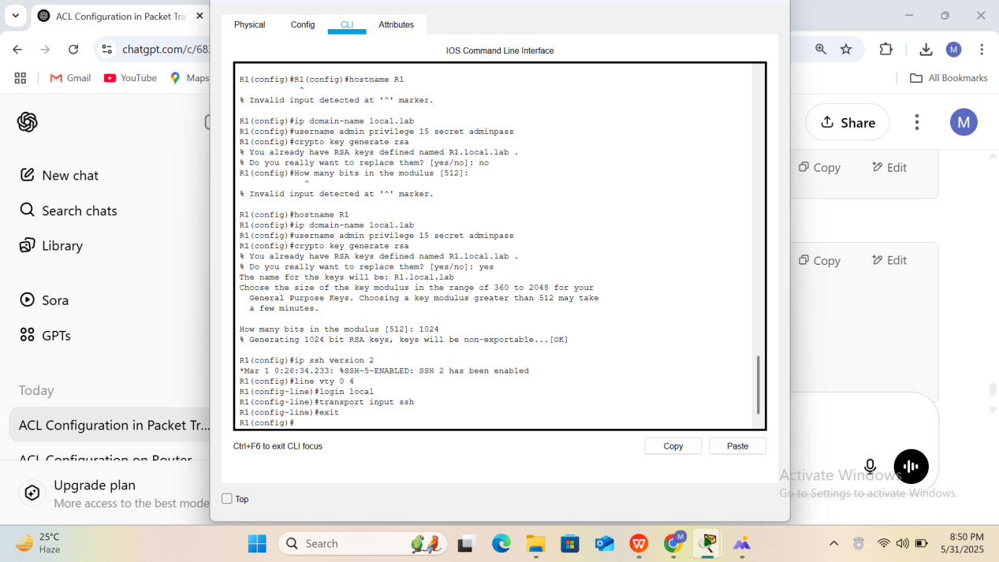 ACL Configuration in Packet Tra
chatgpt.com/c/683
Gmail
YouTube
Maps
All Bookmarks
M
New chat
Search chats
Library
Sora
GPTs
Today
ACL Configuration in Packet Tr...
ACL Configuration on Router
Upgrade plan
More access to the best mode
Physical
Config
CLI
Attributes
IOS Command Line Interface
R1(config)#R1(config)#hostname R1
^
% Invalid input detected at '^' marker.
R1(config)#ip domain-name local.lab
R1(config)#username admin privilege 15 secret adminpass
R1(config)#crypto key generate rsa
% You already have RSA keys defined named R1.local.lab .
% Do you really want to replace them? [yes/no]: no
R1(config)#How many bits in the modulus [512]:
^
% Invalid input detected at '^' marker.
R1(config)#hostname R1
R1(config)#ip domain-name local.lab
R1(config)#username admin privilege 15 secret adminpass
R1(config)#crypto key generate rsa
% You already have RSA keys defined named R1.local.lab .
% Do you really want to replace them? [yes/no]: yes
The name for the keys will be: R1.local.lab
Choose the size of the key modulus in the range of 360 to 2048 for your
General Purpose Keys. Choosing a key modulus greater than 512 may take
a few minutes.
How many bits in the modulus [512]: 1024
% Generating 1024 bit RSA keys, keys will be non-exportable...[OK]
R1(config)#ip ssh version 2
*Mar 1 0:26:34.233: %SSH-5-ENABLED: SSH 2 has been enabled
R1(config)#line vty 0 4
R1(config-line)#login local
R1(config-line)#transport input ssh
R1(config-line)#exit
R1(config)#
Ctrl+F6 to exit CLI focus
Copy
Paste
Top
Share
M
Copy
Edit
Copy
Edit
Activate Windows
Go to Settings to activate Windows.
25°C
Haze
Search
M
8:50 PM
5/31/2025